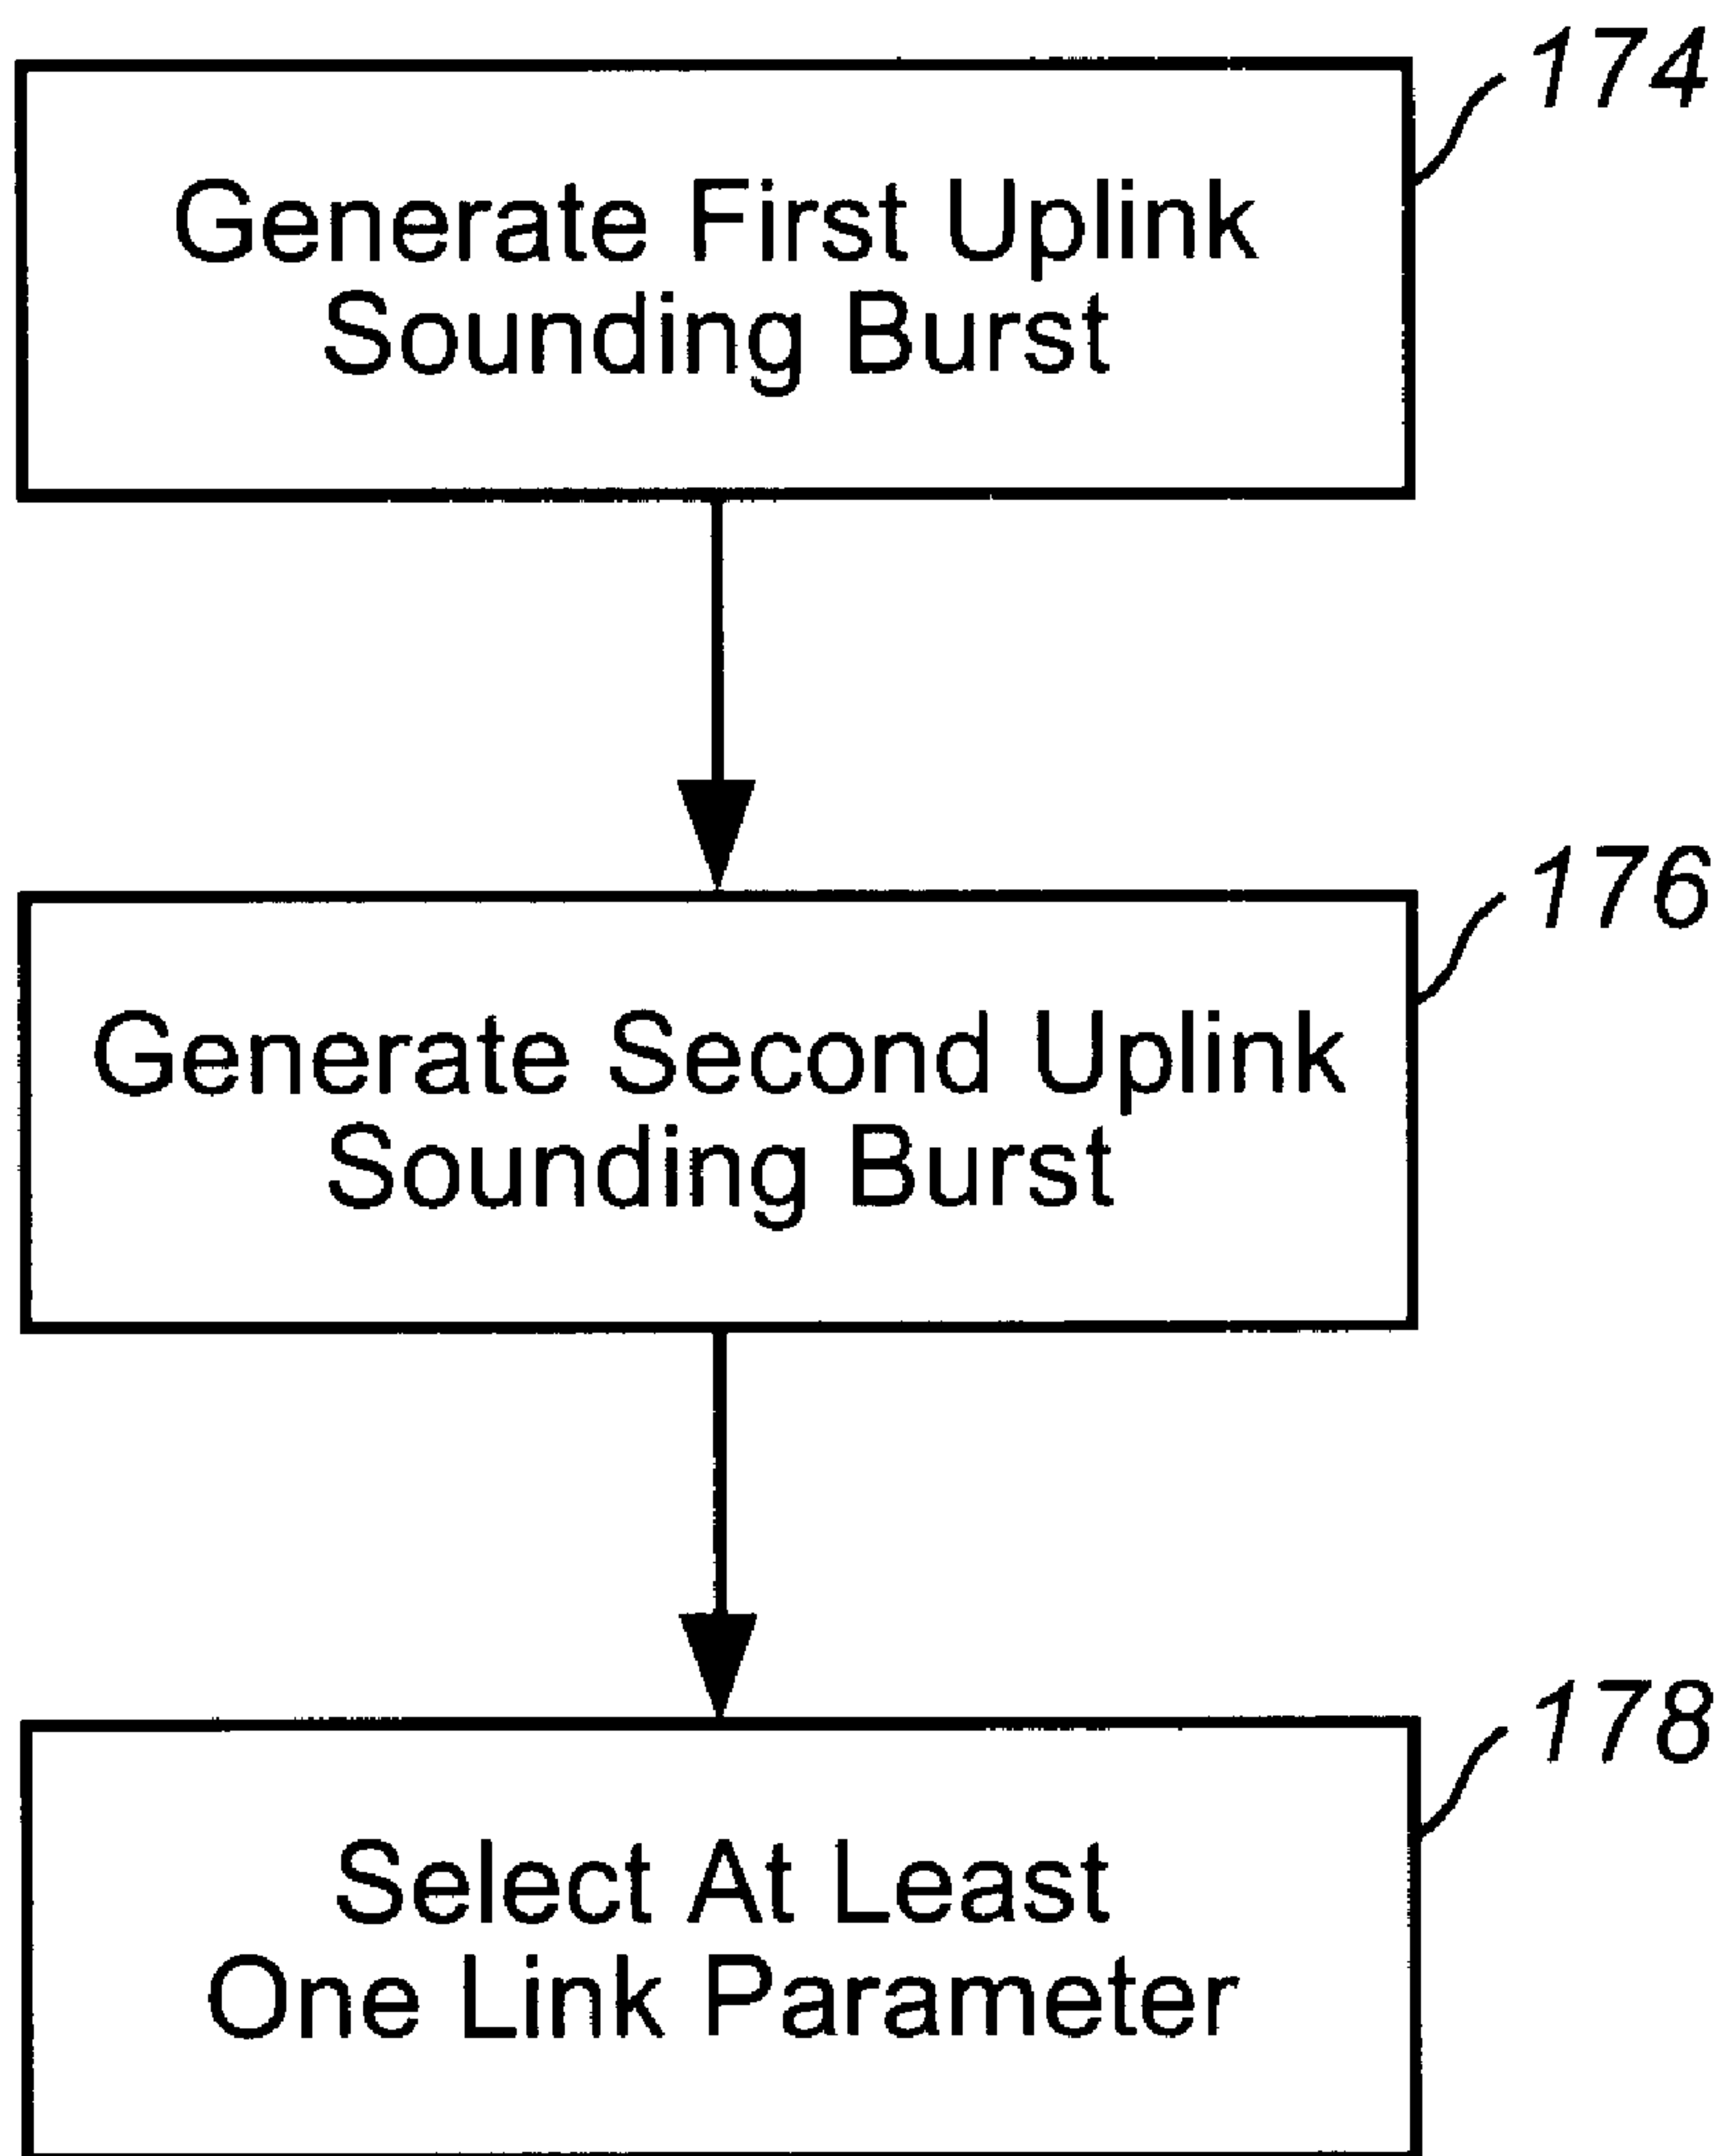 174
Generate First Uplink
Sounding Burst
176
Generate Second Uplink
Sounding Burst
178
Select At Least
One Link Parameter